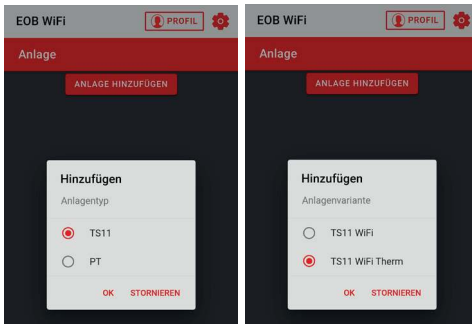 EOB WiFi
PROFIL
Anlage
ANLAGE HINZUFÜGEN
Hinzufügen
Anlagentyp
TS11
PT
OK STORNIEREN
EOB WiFi
PROFIL
Anlage
ANLAGE HINZUFÜGEN
Hinzufügen
Anlagenvariante
TS11 WiFi
TS11 WiFi Therm
OK STORNIEREN